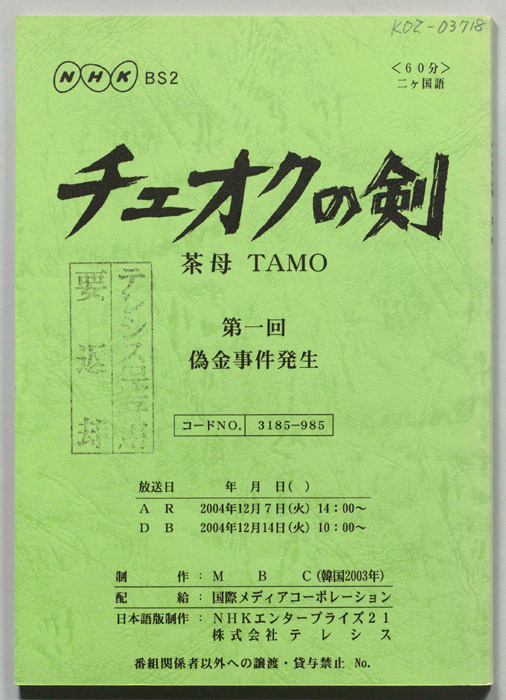 KOZ-03718
NHK BS2
<60分>
二ヶ国語
チェオクの剣
茶母 TAMO
テレシス保存用
要返却
第一回
偽金事件発生
コードNO. 3185-985
放送日 年 月 日( )
A R 2004年12月7日(火) 14:00~
D B 2004年12月14日(火) 10:00~
制作: M B C(韓国2003年)
配給: 国際メディアコーポレーション
日本語版制作: NHKエンタープライズ21
株式会社テレシス
番組関係者以外への譲渡・貸与禁止 No.